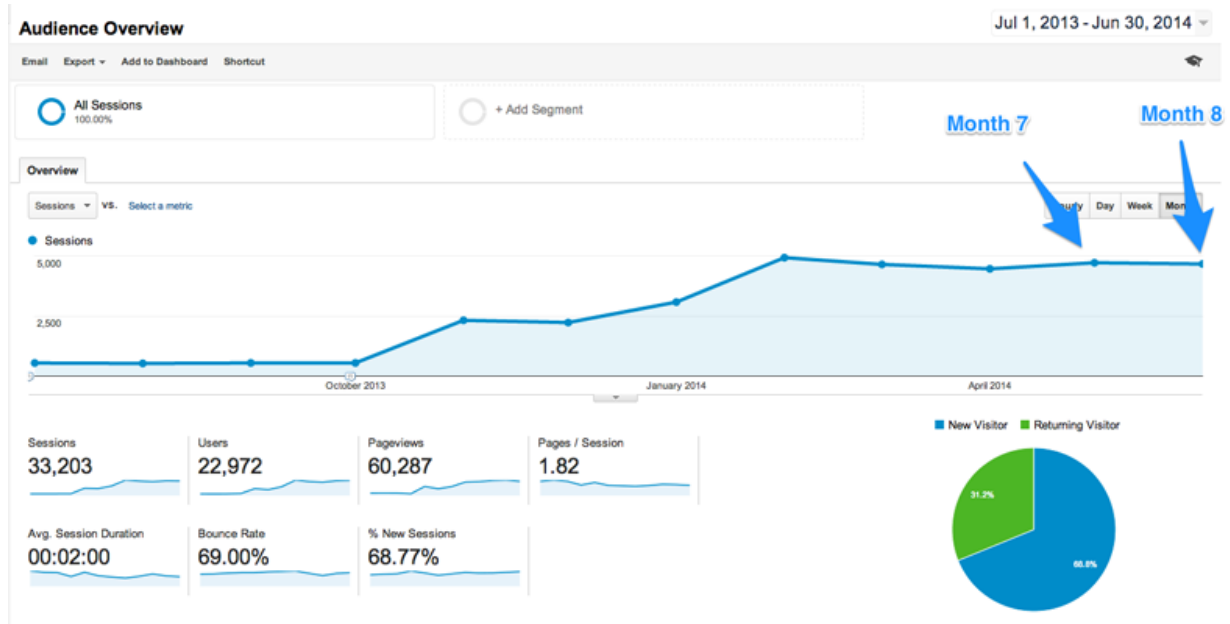 Audience Overview
Jul 1, 2013 - Jun 30, 2014
Email Export Add to Dashboard Shortcut
All Sessions
100.00%
+ Add Segment
Month 7
Month 8
Overview
Sessions VS. Select a metric
Day Week
Sessions
5,000
2,500
October 2013
January 2014
April 2014
Sessions
33,203
Users
22,972
Pageviews
60,287
Pages / Session
1.82
New Visitor Returning Visitor
31.2%
68.8%
Avg. Session Duration
00:02:00
Bounce Rate
69.00%
% New Sessions
68.77%